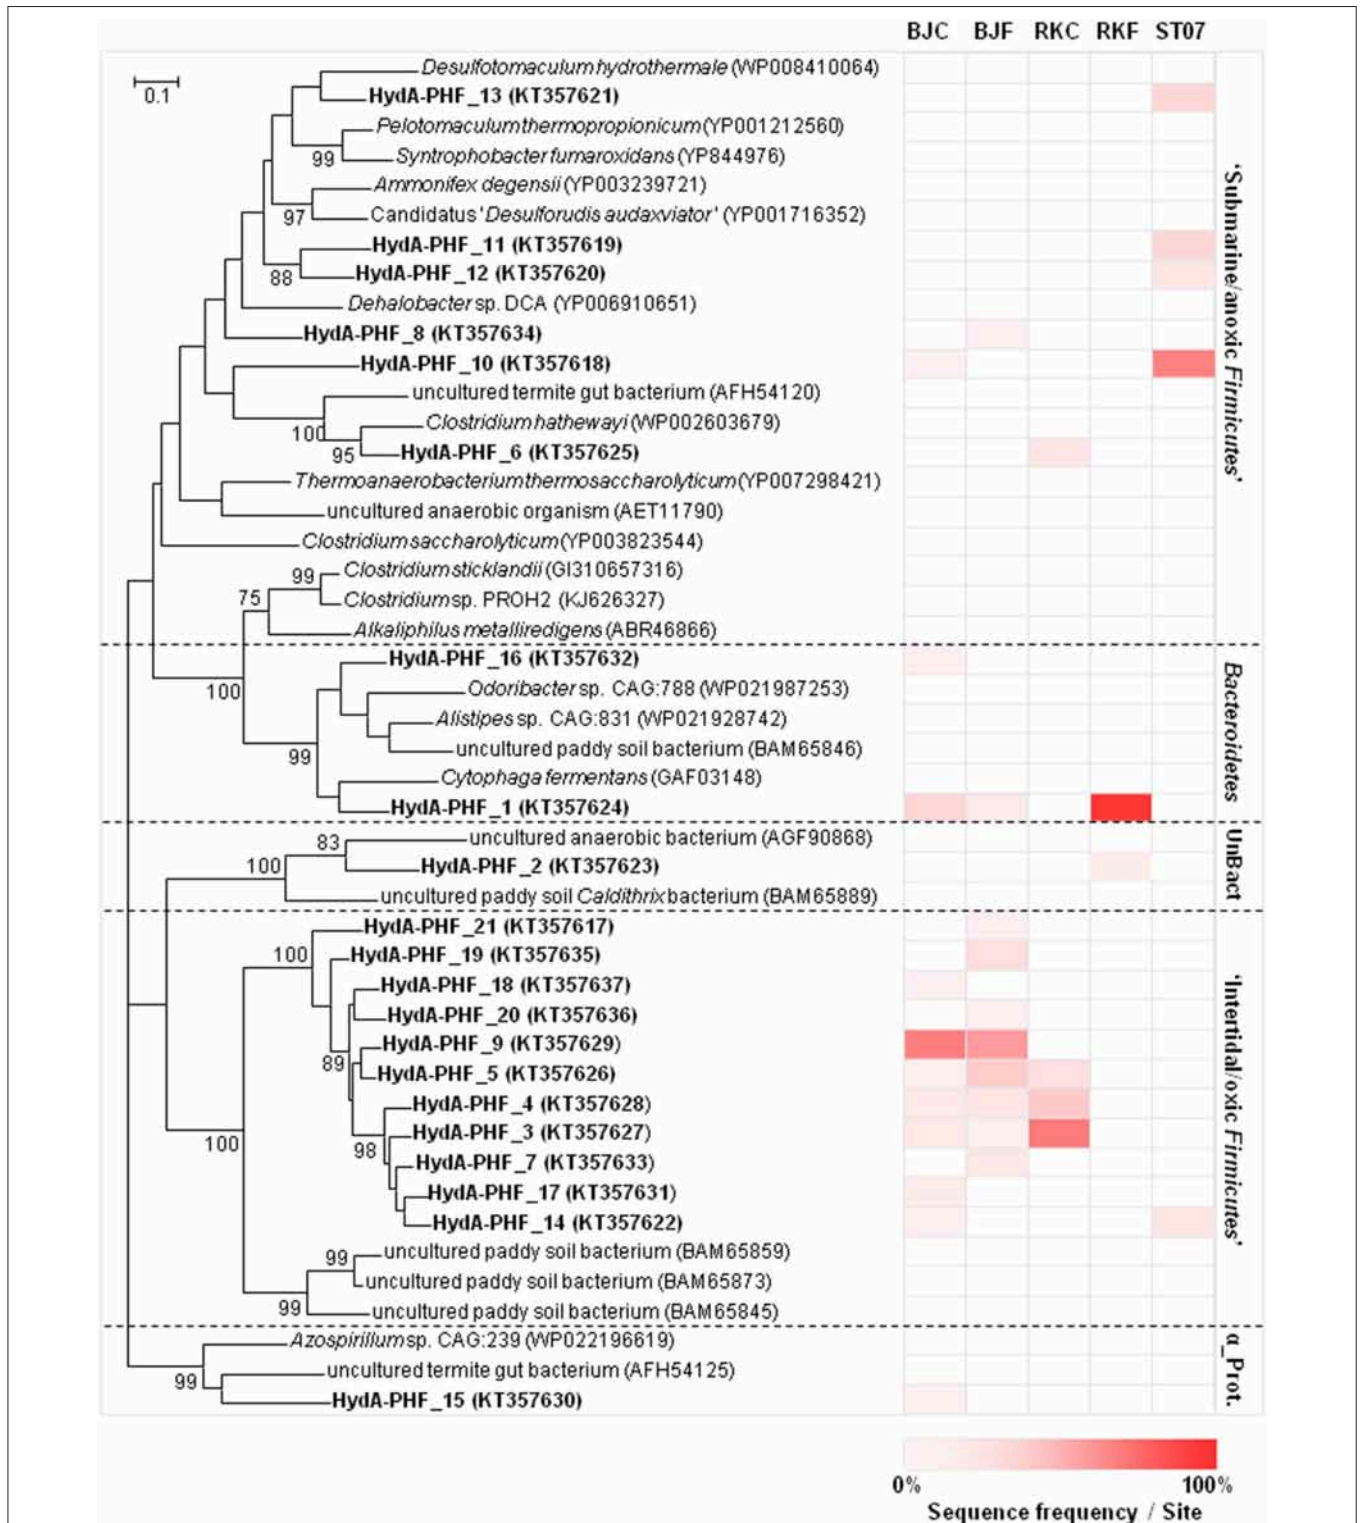 BJC BJF RKC RKF ST07
0.1
Desulfotomaculum hydrothermale (WP008410064)
HydA-PHF_13 (KT357621)
Pelotomaculum thermopropionicum (YP001212560)
99
Syntrophobacter fumaroxidans (YP844976)
Ammonifex degensii (YP003239721)
97
Candidatus 'Desulforudis audaxviator' (YP001716352)
HydA-PHF_11 (KT357619)
88
HydA-PHF_12 (KT357620)
Dehalobacter sp. DCA (YP006910651)
HydA-PHF_8 (KT357634)
HydA-PHF_10 (KT357618)
uncultured termite gut bacterium (AFH54120)
Clostridium hathewayi (WP002603679)
100
95
HydA-PHF_6 (KT357625)
Thermoanaerobacterium thermosaccharolyticum (YP007298421)
uncultured anaerobic organism (AET11790)
Clostridium saccharolyticum (YP003823544)
99
Clostridium sticklandii (GI310657316)
75
Clostridium sp. PROH2 (KJ626327)
Alkaliphilus metalliredigens (ABR46866)
'Submarine/anoxic Firmicutes'
HydA-PHF_16 (KT357632)
100
Odoribacter sp. CAG:788 (WP021987253)
Alistipes sp. CAG:831 (WP021928742)
uncultured paddy soil bacterium (BAM65846)
99
Cytophaga fermentans (GAF03148)
HydA-PHF_1 (KT357624)
Bacteroidetes
83
uncultured anaerobic bacterium (AGF90868)
100
HydA-PHF_2 (KT357623)
uncultured paddy soil Caldithrix bacterium (BAM65889)
UnBact
HydA-PHF_21 (KT357617)
100
HydA-PHF_19 (KT357635)
HydA-PHF_18 (KT357637)
HydA-PHF_20 (KT357636)
HydA-PHF_9 (KT357629)
89
HydA-PHF_5 (KT357626)
HydA-PHF_4 (KT357628)
HydA-PHF_3 (KT357627)
100
98
HydA-PHF_7 (KT357633)
HydA-PHF_17 (KT357631)
HydA-PHF_14 (KT357622)
uncultured paddy soil bacterium (BAM65859)
99
uncultured paddy soil bacterium (BAM65873)
99
uncultured paddy soil bacterium (BAM65845)
'Intertidal/oxic Firmicutes'
Azospirillum sp. CAG:239 (WP022196619)
uncultured termite gut bacterium (AFH54125)
99
HydA-PHF_15 (KT357630)
α_Prot.
0% 100%
Sequence frequency / Site